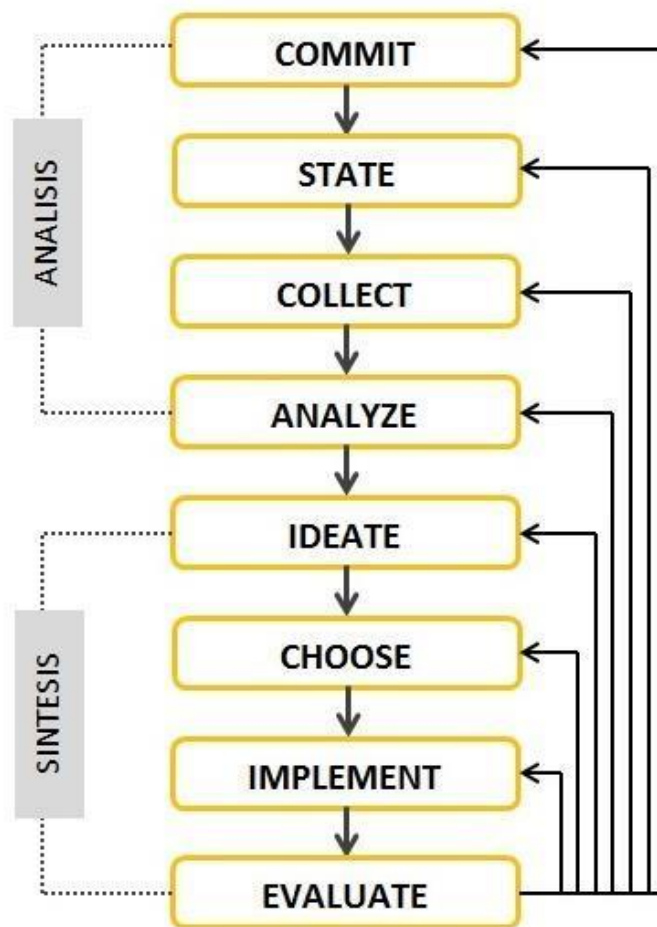 COMMIT
STATE
ANALISIS
COLLECT
ANALYZE
IDEATE
CHOOSE
SINTESIS
IMPLEMENT
EVALUATE